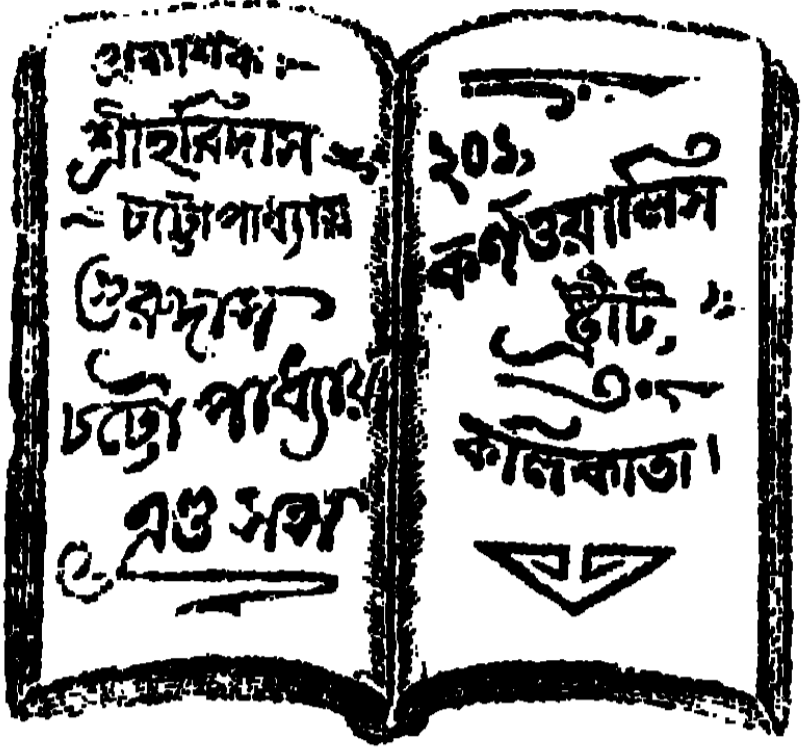 প্রকাশক :—
শ্রীহরিদাস
চট্টোপাধ্যায়
গুরুদাস
চট্টোপাধ্যায়
এণ্ড সন্স
২০১,
কর্ণওয়ালিস
ষ্ট্রীট,
কলিকাতা।